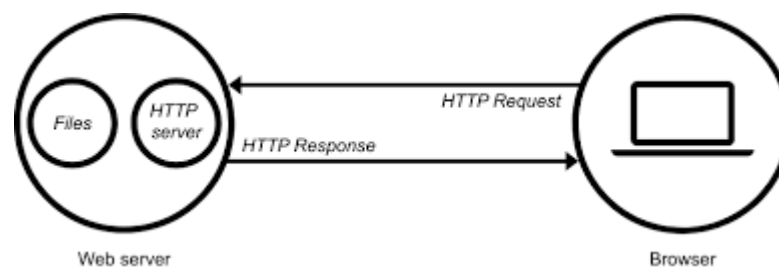 HTTP Request
Files
HTTP
server
HTTP Response
Web server
Browser